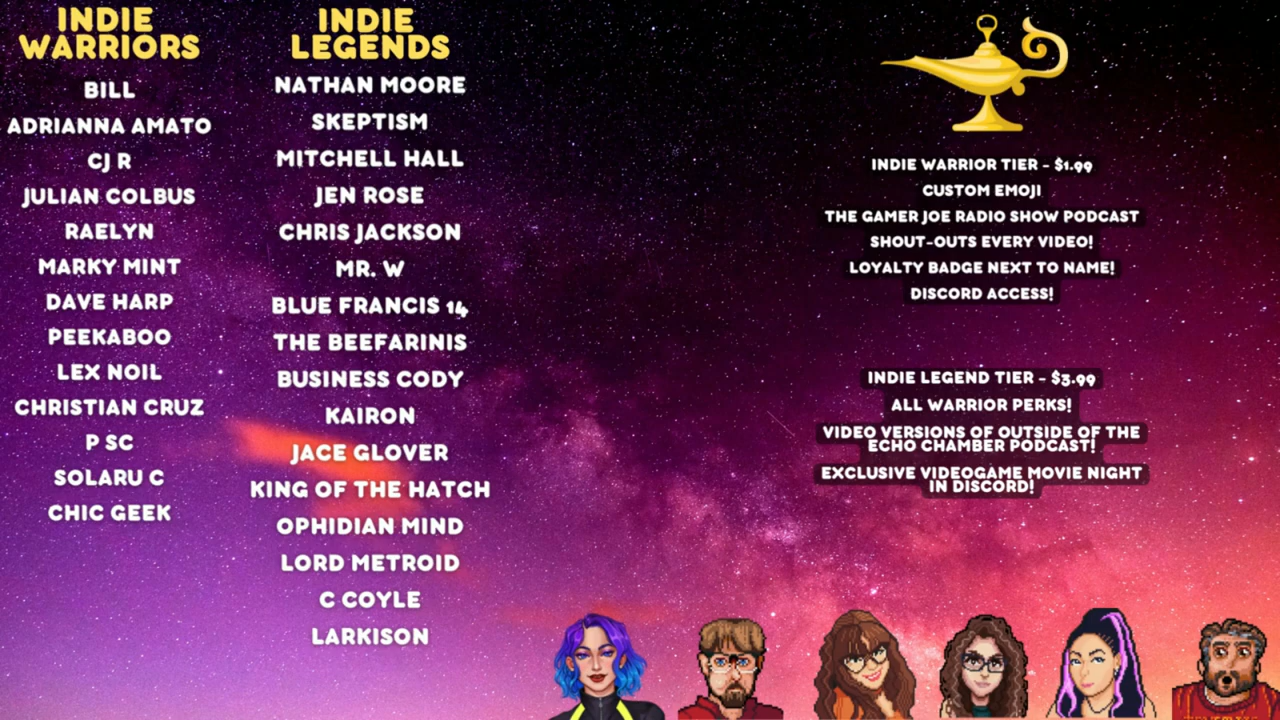 INDIE
WARRIORS
BILL
ADRIANNA AMATO
CJ R
JULIAN COLBUS
RAELYN
MARKY MINT
DAVE HARP
PEEKABOO
LEX NOIL
CHRISTIAN CRUZ
P SC
SOLARU C
CHIC GEEK
INDIE
LEGENDS
NATHAN MOORE
SKEPTISM
MITCHELL HALL
JEN ROSE
CHRIS JACKSON
MR. W
BLUE FRANCIS 14
THE BEEFARINIS
BUSINESS CODY
KAIRON
JACE GLOVER
KING OF THE HATCH
OPHIDIAN MIND
LORD METROID
C COYLE
LARKISON
INDIE WARRIOR TIER - $1.99
CUSTOM EMOJI
THE GAMER JOE RADIO SHOW PODCAST
SHOUT-OUTS EVERY VIDEO!
LOYALTY BADGE NEXT TO NAME!
DISCORD ACCESS!
INDIE LEGEND TIER - $3.99
ALL WARRIOR PERKS!
VIDEO VERSIONS OF OUTSIDE OF THE
ECHO CHAMBER PODCAST!
EXCLUSIVE VIDEOGAME MOVIE NIGHT
IN DISCORD!